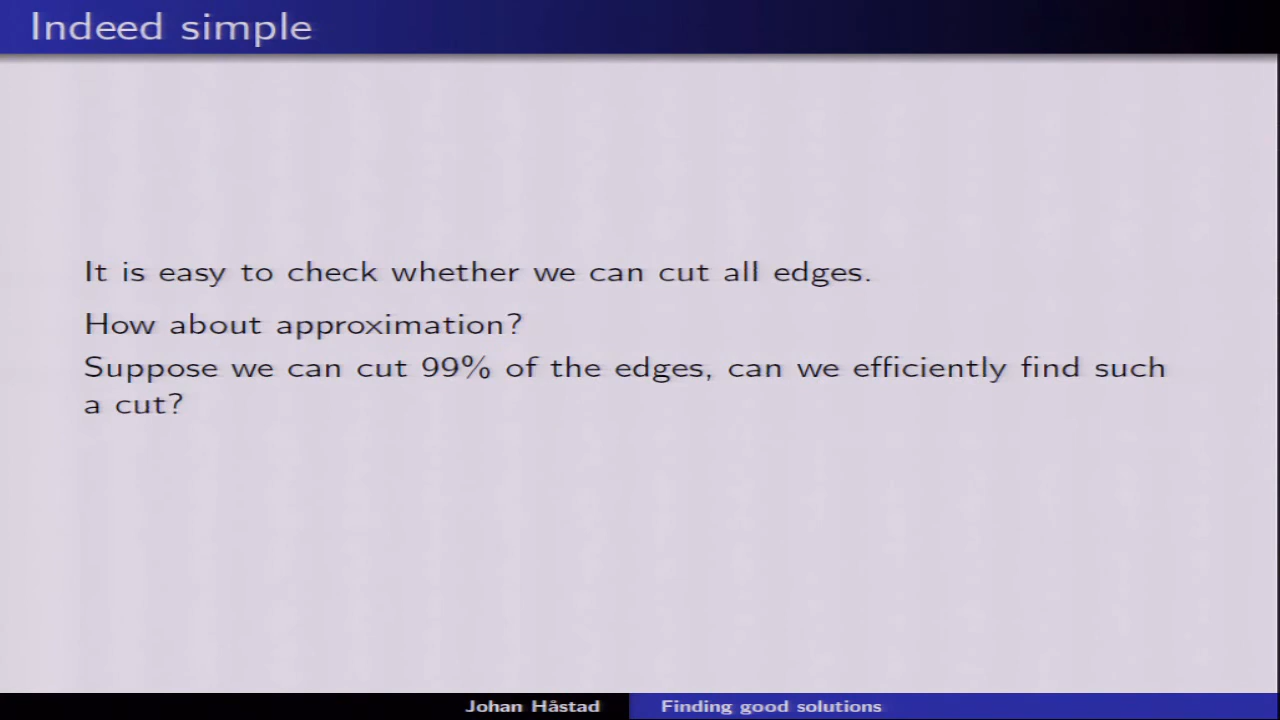 Indeed simple
It is easy to check whether we can cut all edges.
How about approximation?
Suppose we can cut 99% of the edges, can we efficiently find such
a cut?
Johan Håstad
Finding good solutions